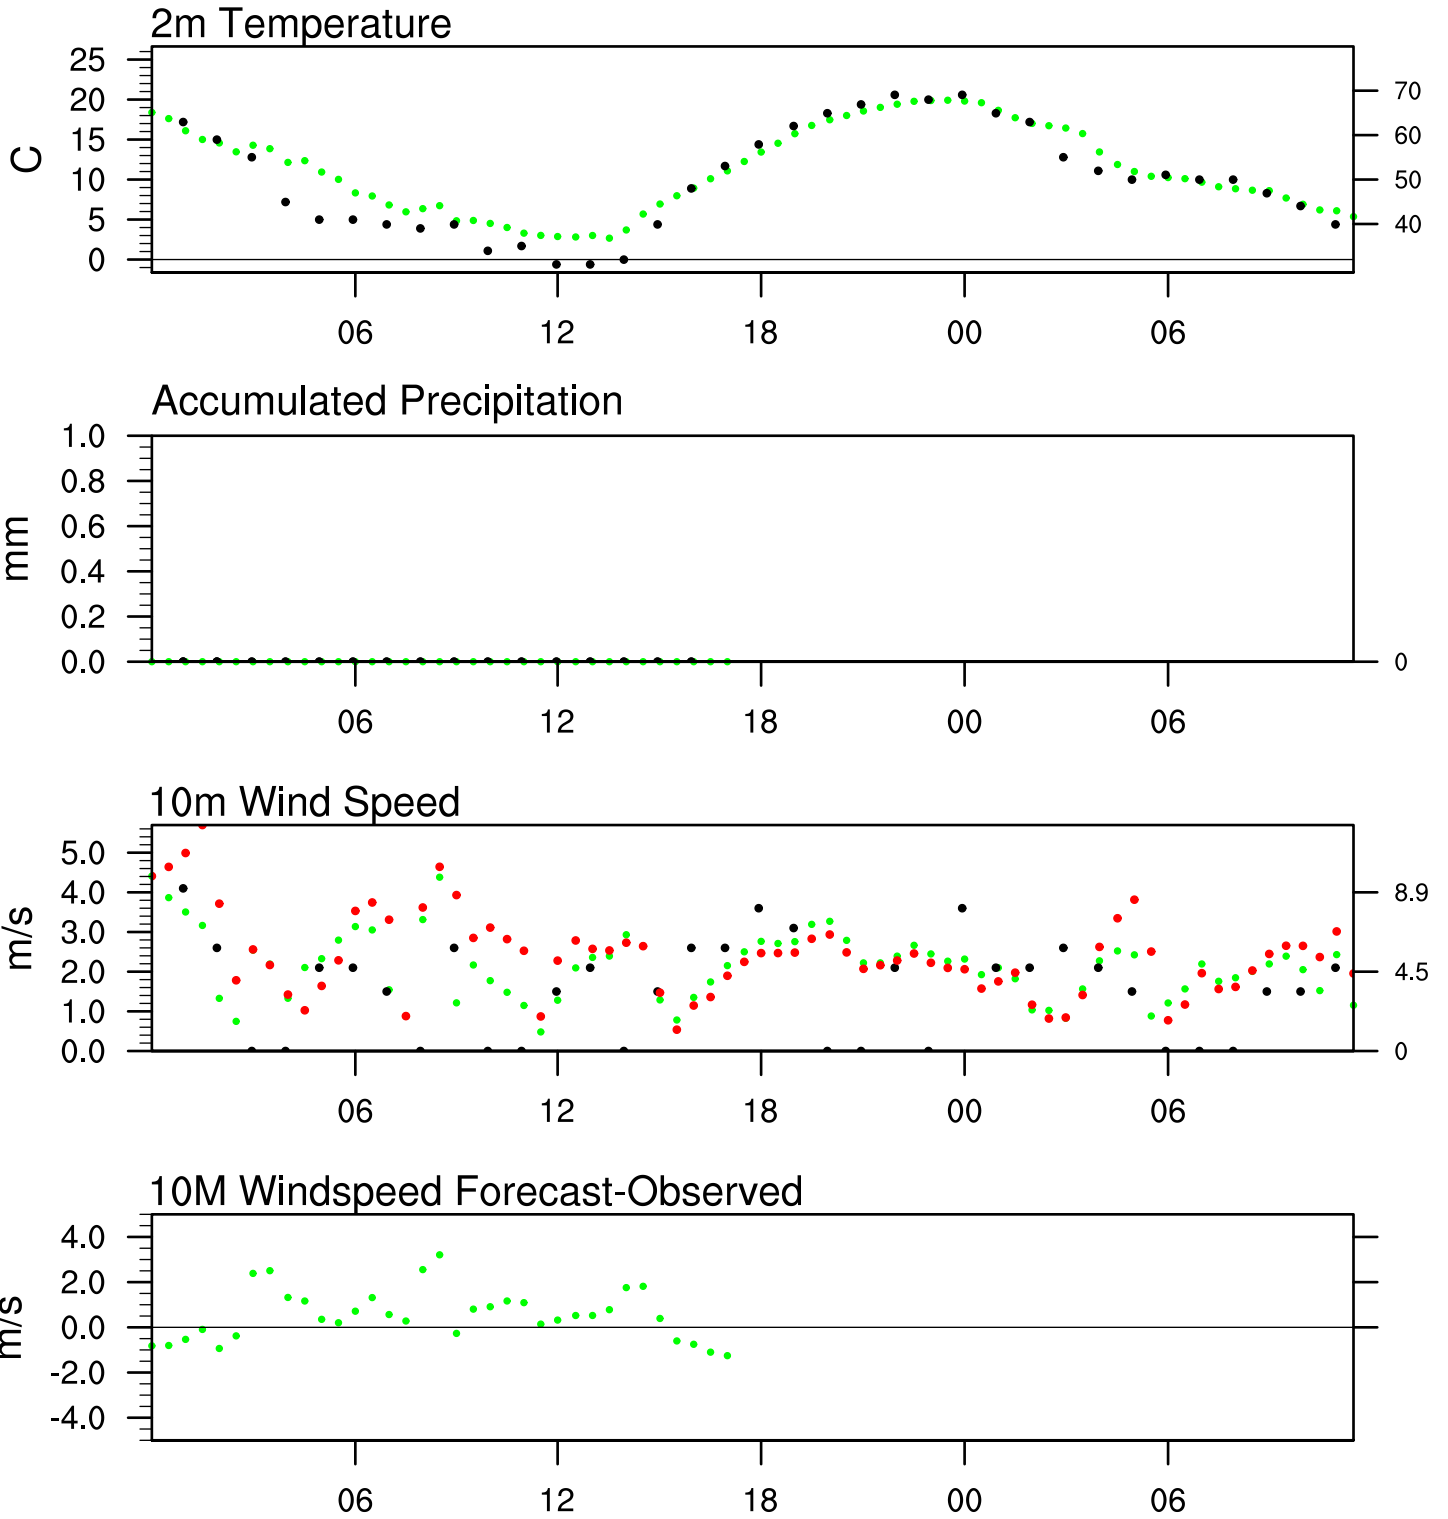 2m Temperature
25
20
15
10
5
0
C
70
60
50
40
06 12 18 00 06
Accumulated Precipitation
1.0
0.8
0.6
0.4
0.2
0.0
mm
0
06 12 18 00 06
10m Wind Speed
5.0
4.0
3.0
2.0
1.0
0.0
m/s
8.9
4.5
0
06 12 18 00 06
10M Windspeed Forecast-Observed
4.0
2.0
0.0
-2.0
-4.0
m/s
06 12 18 00 06